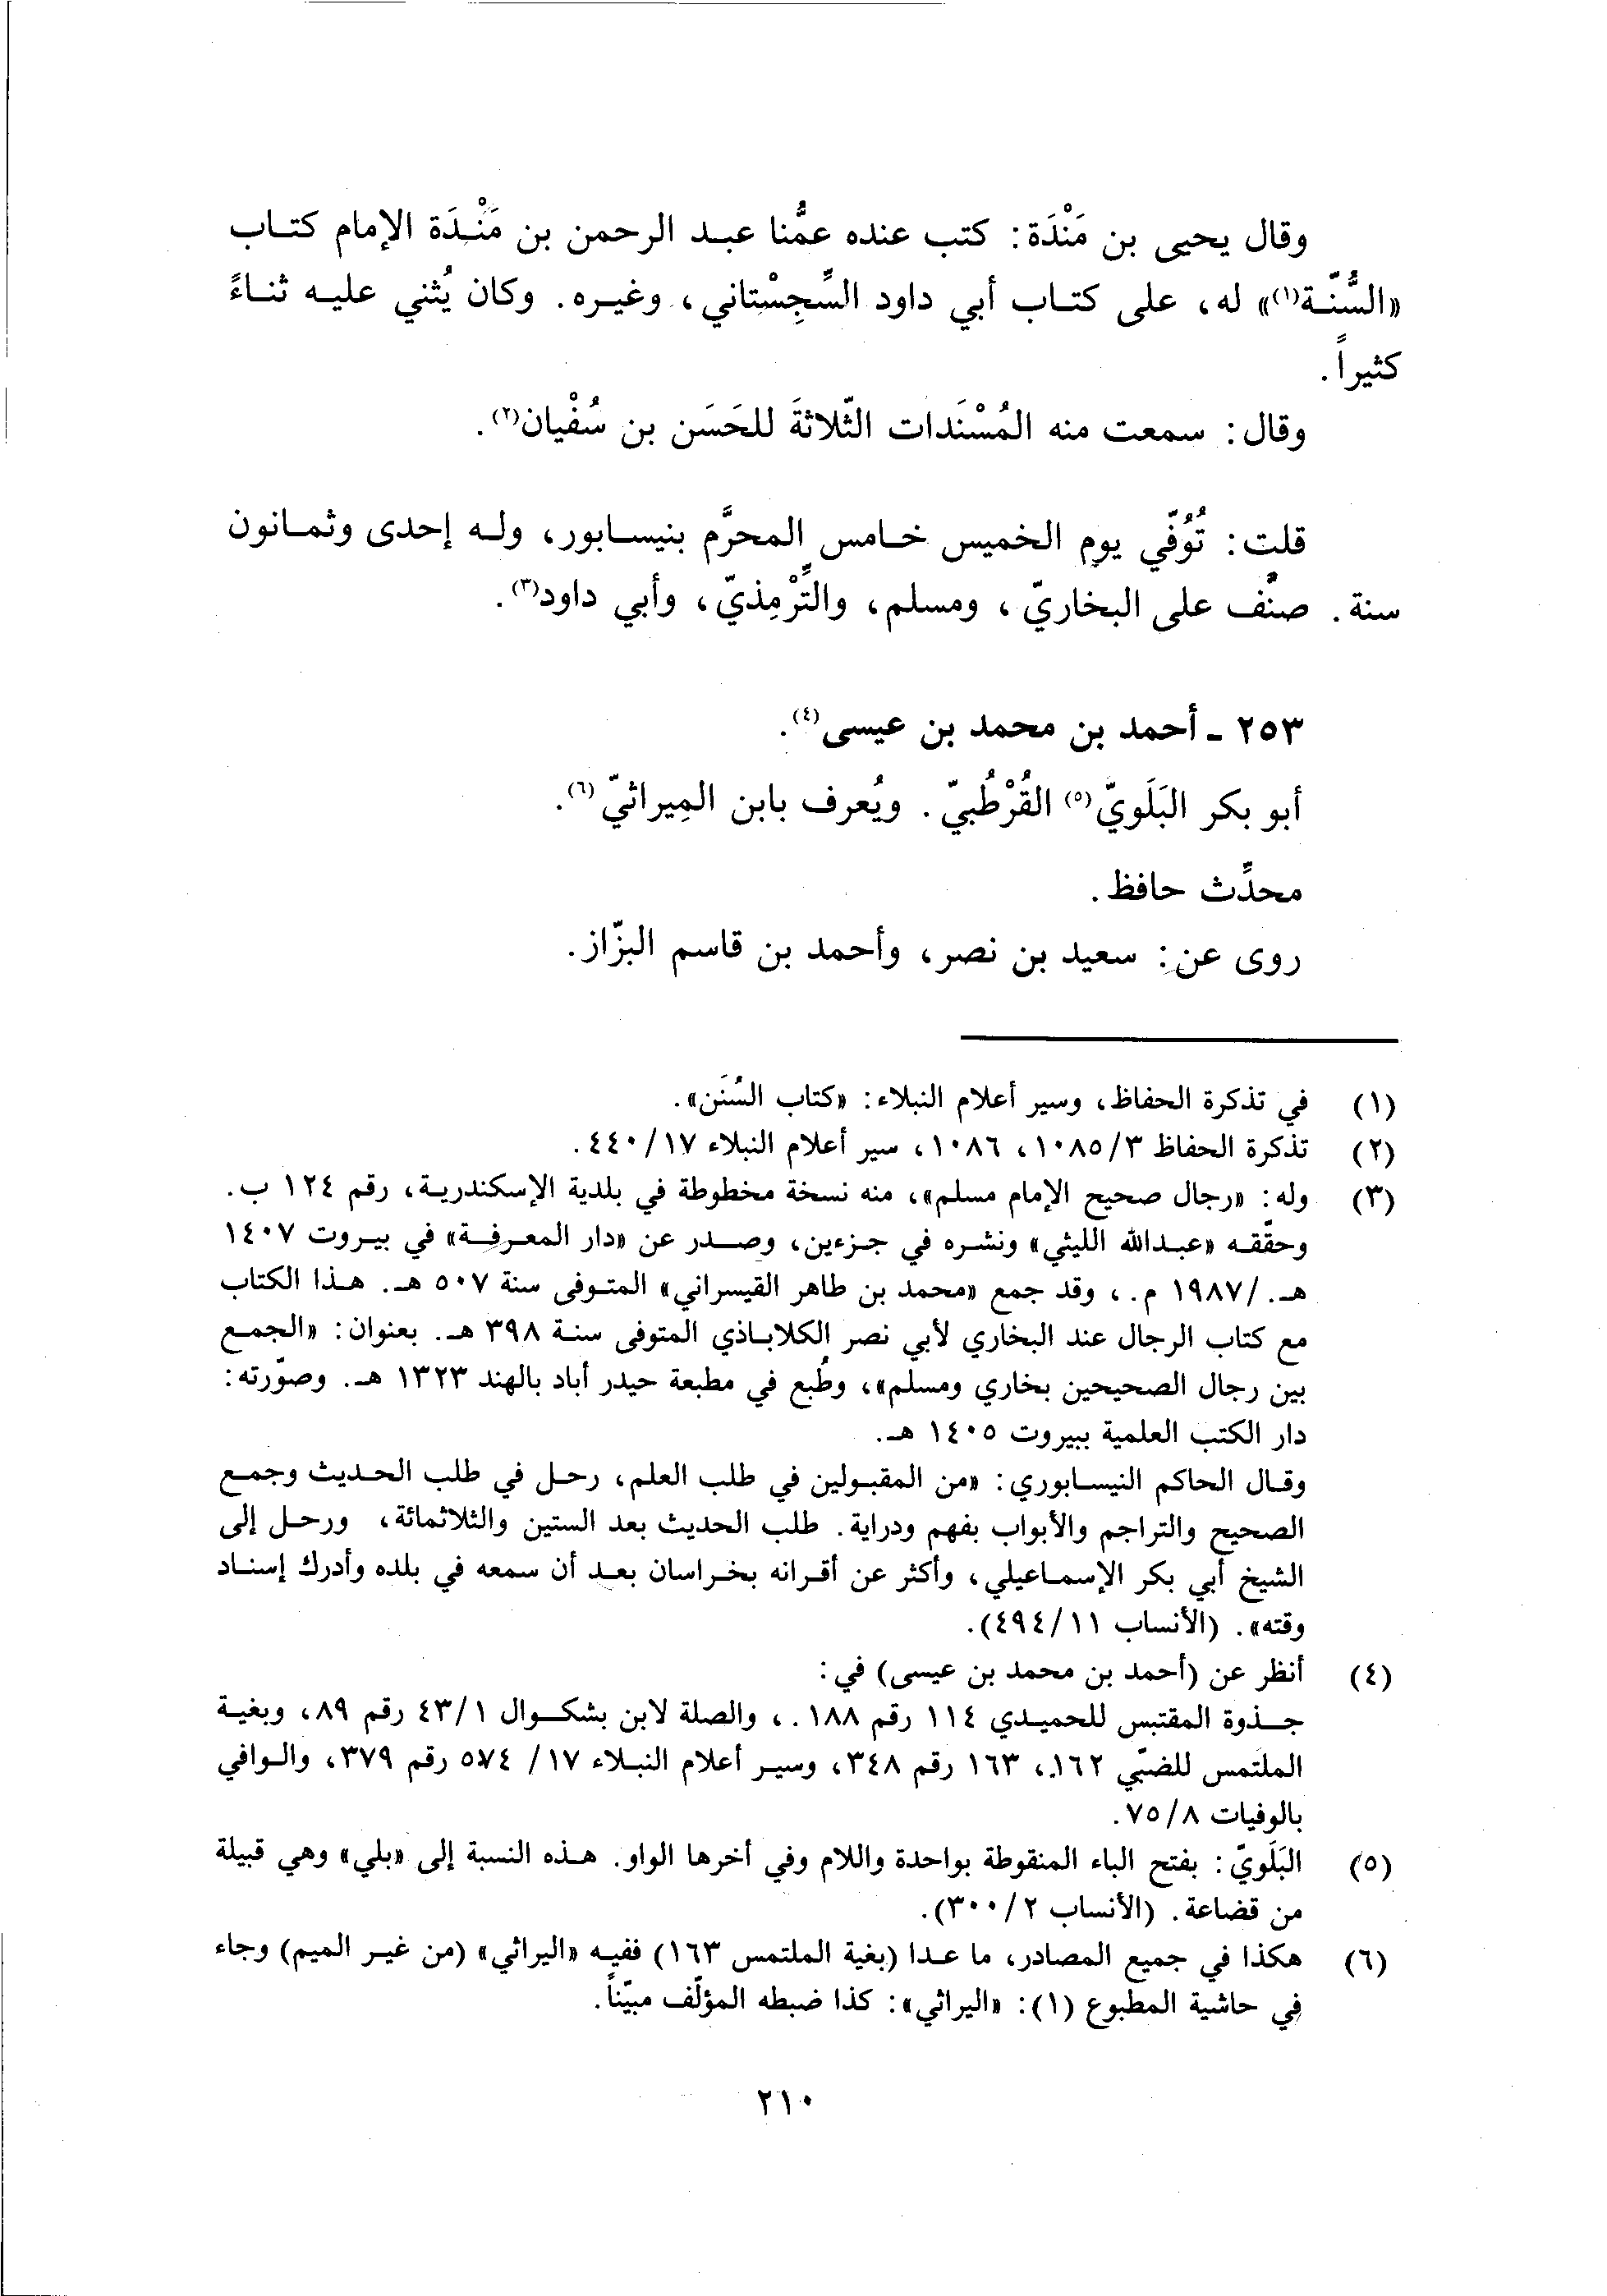 وقال يحيى بن مَنْدَة: كتب عنده عمُّنا عبد الرحمن بن مَنْدَة الإمام كتاب
«السُّنّة(١)» له، على كتاب أبي داود السِّجِسْتاني، وغيره. وكان يُثني عليه ثناءً
كثيراً.
وقال: سمعت منه المُسْنَدات الثّلاثةَ للحَسَن بن سُفْيان(٢).
قلت: تُوُفّي يوم الخميس خامس المحرَّم بنيسابور، وله إحدى وثمانون
سنة. صنَّف على البخاريّ، ومسلم، والتِّرْمِذيّ، وأبي داود(٣).
٢٥٣ - أحمد بن محمد بن عيسى(٤).
أبو بكر البَلَويّ(٥) القُرْطُبيّ. ويُعرف بابن المِيراثيّ(٦).
محدِّث حافظ.
روى عن: سعيد بن نصر، وأحمد بن قاسم البزّاز.
(١) في تذكرة الحفاظ، وسير أعلام النبلاء: «كتاب السُنَن».
(٢) تذكرة الحفاظ ١٠٨٥/٣، ١٠٨٦، سير أعلام النبلاء ٤٤٠/١٧.
(٣) وله: «رجال صحيح الإمام مسلم»، منه نسخة مخطوطة في بلدية الإسكندرية، رقم ١٢٤ ب.
وحقّقه «عبدالله الليثي» ونشره في جزءين، وصدر عن «دار المعرفة» في بيروت ١٤٠٧
هـ. /١٩٨٧ م.، وقد جمع «محمد بن طاهر القيسراني» المتوفى سنة ٥٠٧ هـ. هذا الكتاب
مع كتاب الرجال عند البخاري لأبي نصر الكلاباذي المتوفى سنة ٣٩٨ هـ. بعنوان: «الجمع
بين رجال الصحيحين بخاري ومسلم»، وطُبع في مطبعة حيدر أباد بالهند ١٣٢٣ هـ. وصوّرته:
دار الكتب العلمية ببيروت ١٤٠٥ هـ.
وقال الحاكم النيسابوري: «من المقبولين في طلب العلم، رحل في طلب الحديث وجمع
الصحيح والتراجم والأبواب بفهم ودراية. طلب الحديث بعد الستين والثلاثمائة، ورحل إلى
الشيخ أبي بكر الإسماعيلي، وأكثر عن أقرانه بخراسان بعد أن سمعه في بلده وأدرك إسناد
وقته». (الأنساب ٤٩٤/١١).
(٤) أنظر عن (أحمد بن محمد بن عيسى) في:
جذوة المقتبس للحميدي ١١٤ رقم ١٨٨.، والصلة لابن بشكوال ٤٣/١ رقم ٨٩، وبغية
الملتمس للضبّي ١٦٢، ١٦٣ رقم ٣٤٨، وسير أعلام النبلاء ١٧/ ٥٧٤ رقم ٣٧٩، والوافي
بالوفيات ٧٥/٨.
(٥) البَلَويّ: بفتح الباء المنقوطة بواحدة واللام وفي أخرها الواو. هذه النسبة إلى «بلي» وهي قبيلة
من قضاعة. (الأنساب ٣٠٠/٢).
(٦) هكذا في جميع المصادر، ما عدا (بغية الملتمس ١٦٣) ففيه «اليراثي» (من غير الميم) وجاء
في حاشية المطبوع (١): «اليراثي»: كذا ضبطه المؤلّف مبيّناً.
٢١٠